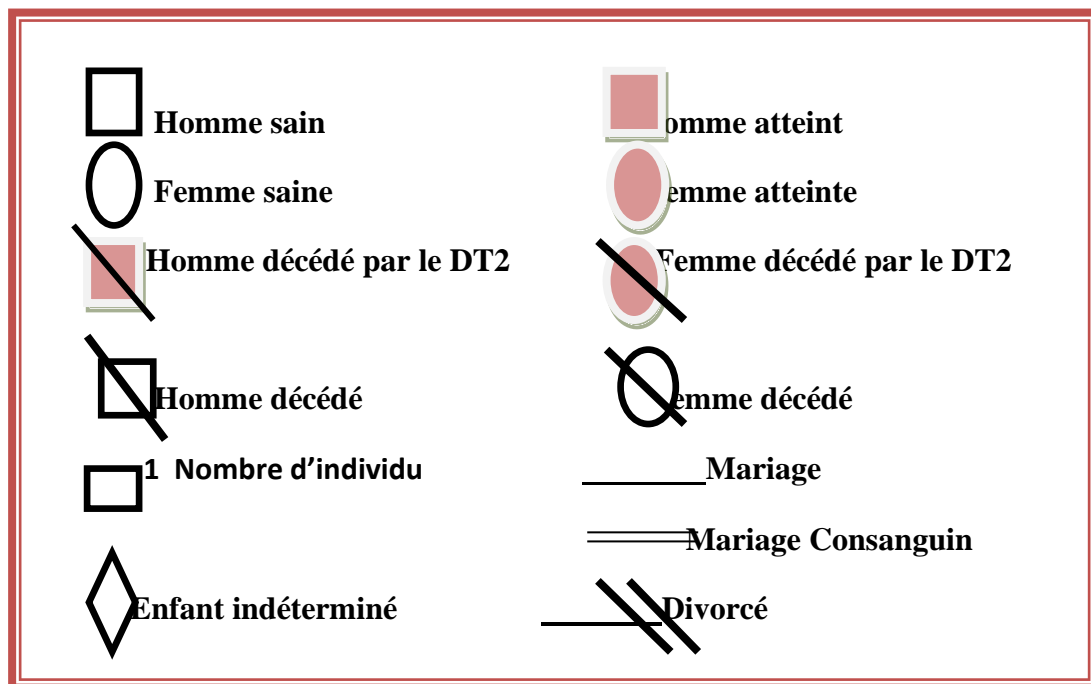 Homme sain
omme atteint
Femme saine
emme atteinte
Homme décédé par le DT2
Femme décédé par le DT2
Homme décédé
emme décédé
1 Nombre d'individu
Mariage
Mariage Consanguin
Enfant indéterminé
Divorcé